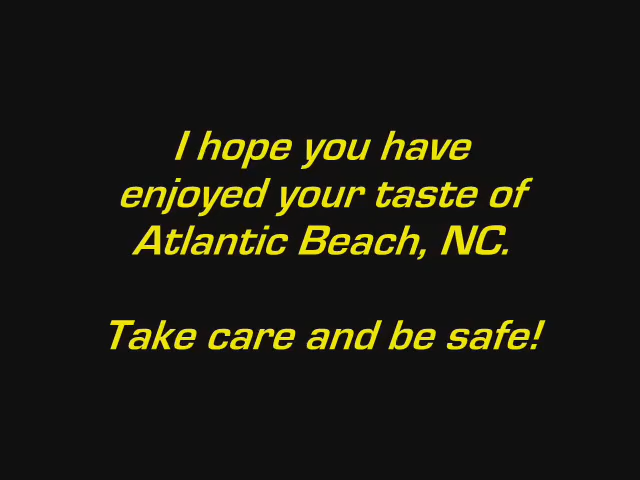 I hope you have
enjoyed your taste of
Atlantic Beach, NC.
Take care and be safe!